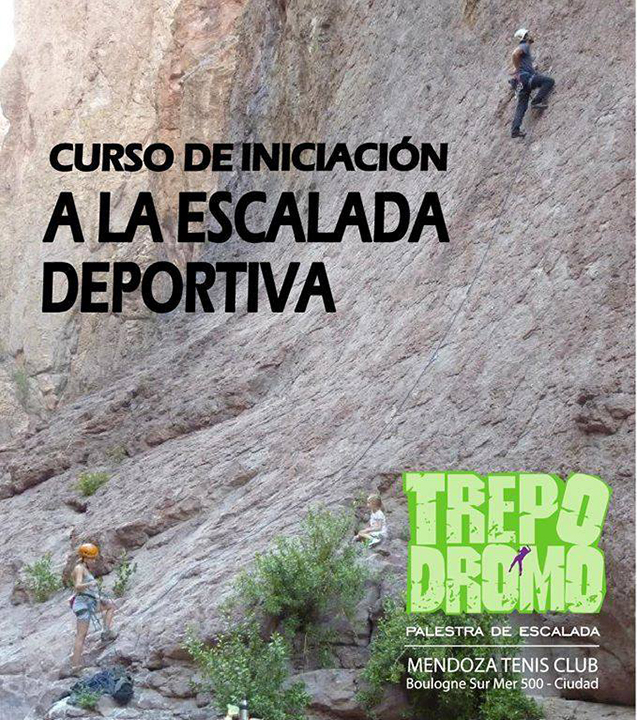 CURSO DE INICIACIÓN
A LA ESCALADA
DEPORTIVA
TREPO
DROMO
PALESTRA DE ESCALADA
MENDOZA TENIS CLUB
Boulogne Sur Mer 500 - Ciudad